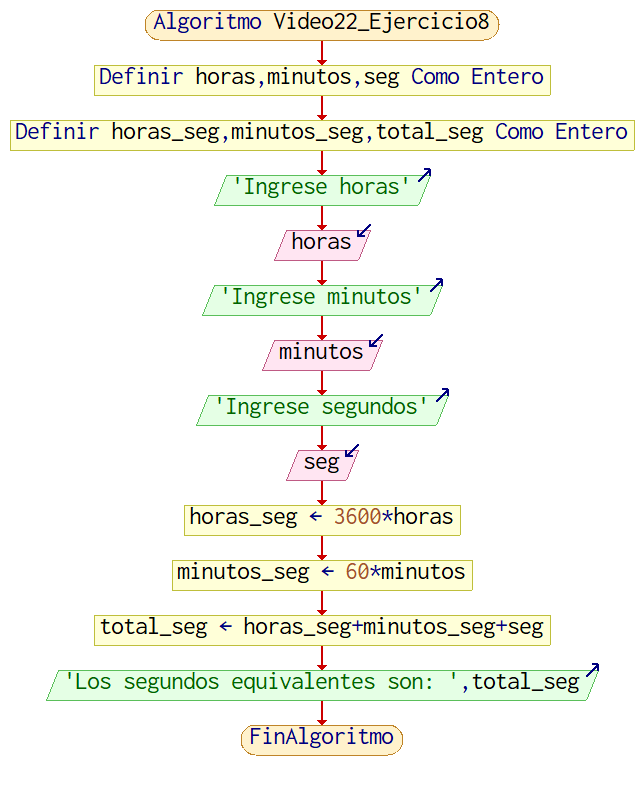 Algoritmo Video22_Ejercicio8
Definir horas,minutos,seg Como Entero
Definir horas_seg,minutos_seg,total_seg Como Entero
'Ingrese horas'
horas
'Ingrese minutos'
minutos
'Ingrese segundos'
seg
horas_seg ← 3600*horas
minutos_seg ← 60*minutos
total_seg ← horas_seg+minutos_seg+seg
'Los segundos equivalentes son: ',total_seg
FinAlgoritmo